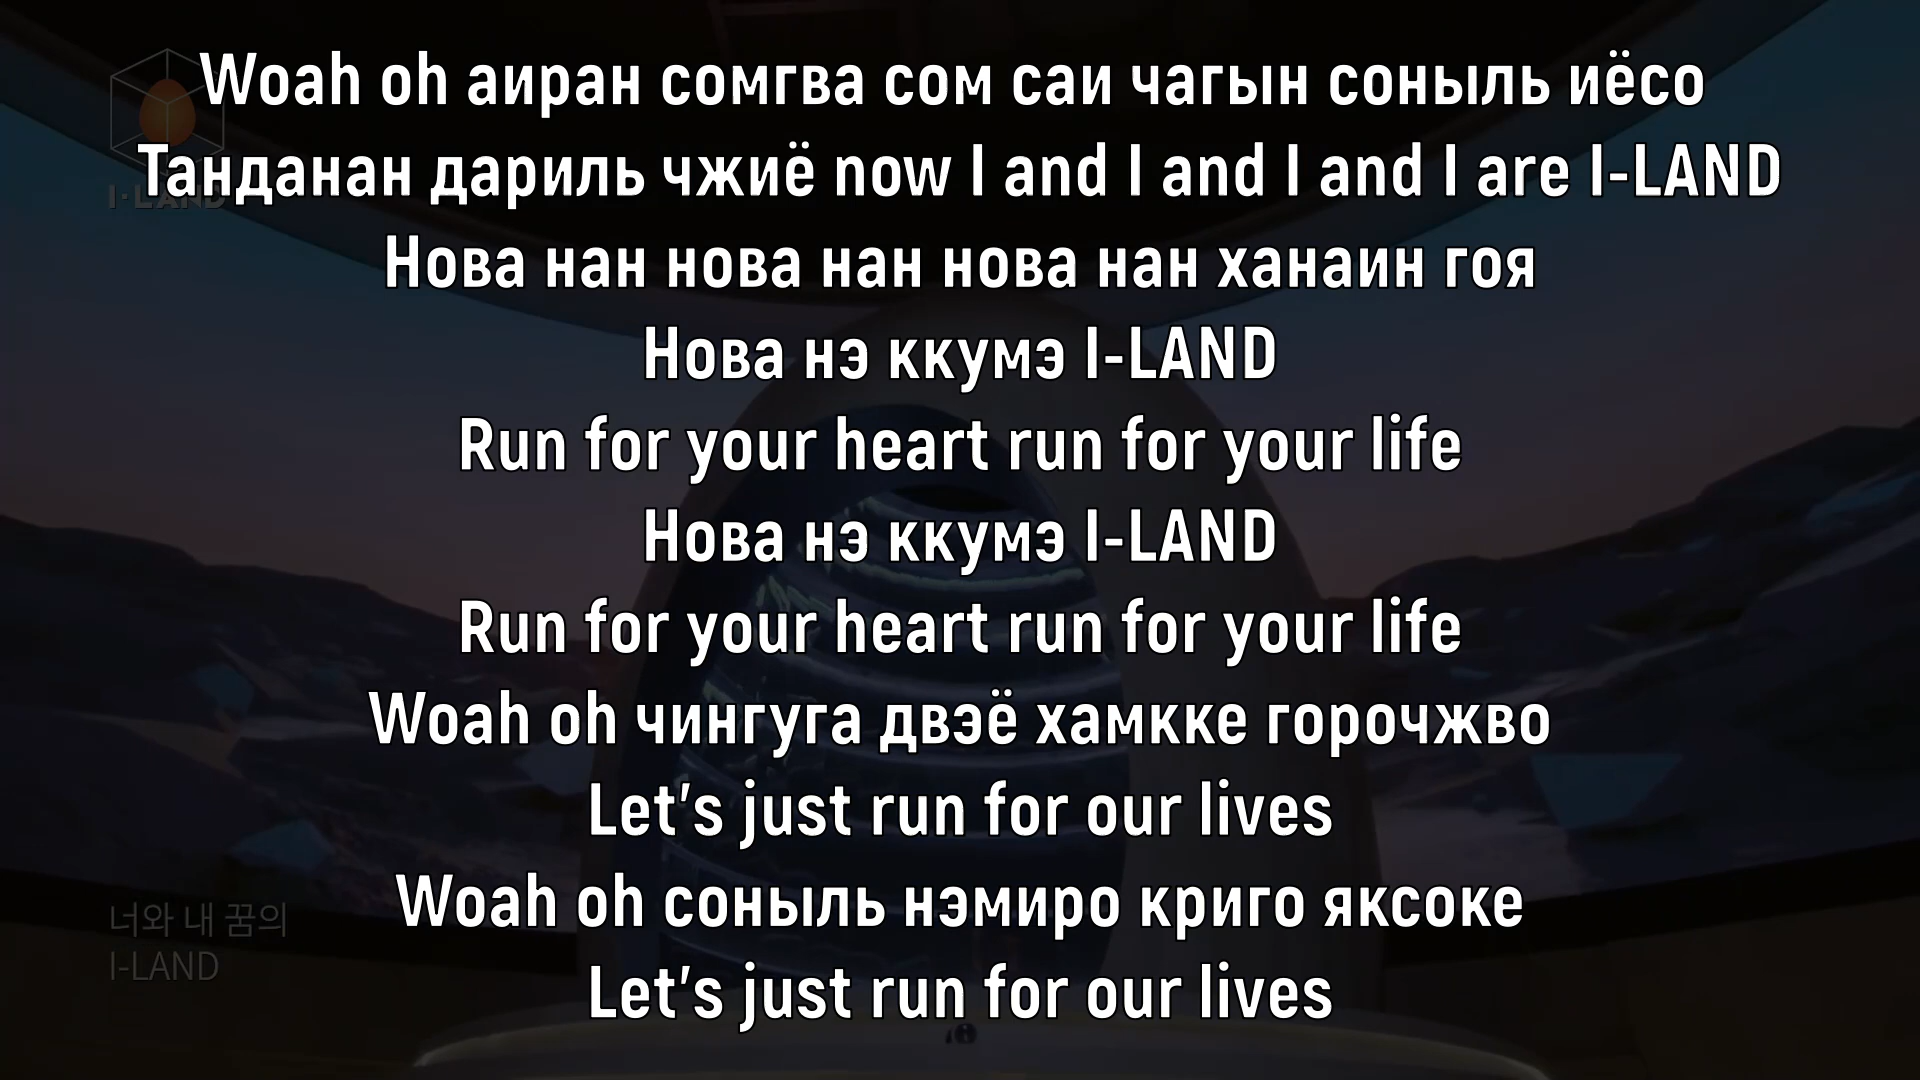 Woah oh аиран сомгва сом саи чагын соныль иёсо
Танданан дариль чжиё now I and I and I and I are I-LAND
I·LAND
Нова нан нова нан нова нан ханаин гоя
Нова нэ ккумэ I-LAND
Run for your heart run for your life
Нова нэ ккумэ I-LAND
Run for your heart run for your life
Woah oh чингуга двэё хамкке горочжво
Let's just run for our lives
Woah oh соныль нэмиро криго яксоке
너와 내 꿈의
I-LAND
Let's just run for our lives